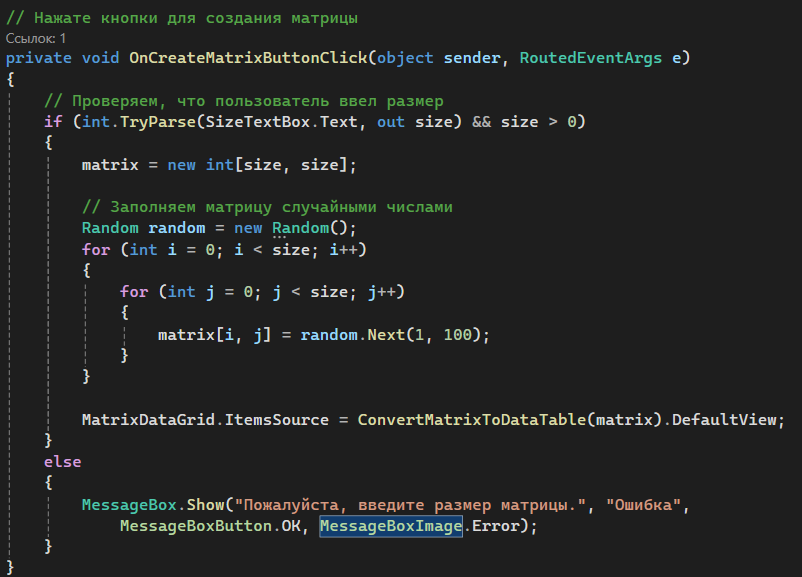 // Нажате кнопки для создания матрицы
Ссылок: 1
private void OnCreateMatrixButtonClick(object sender, RoutedEventArgs e)
{
    // Проверяем, что пользователь ввел размер
    if (int.TryParse(SizeTextBox.Text, out size) && size > 0)
    {
        matrix = new int[size, size];

        // Заполняем матрицу случайными числами
        Random random = new Random();
        for (int i = 0; i < size; i++)
        {
            for (int j = 0; j < size; j++)
            {
                matrix[i, j] = random.Next(1, 100);
            }
        }

        MatrixDataGrid.ItemsSource = ConvertMatrixToDataTable(matrix).DefaultView;
    }
    else
    {
        MessageBox.Show("Пожалуйста, введите размер матрицы.", "Ошибка",
            MessageBoxButton.OK, MessageBoxImage.Error);
    }
}